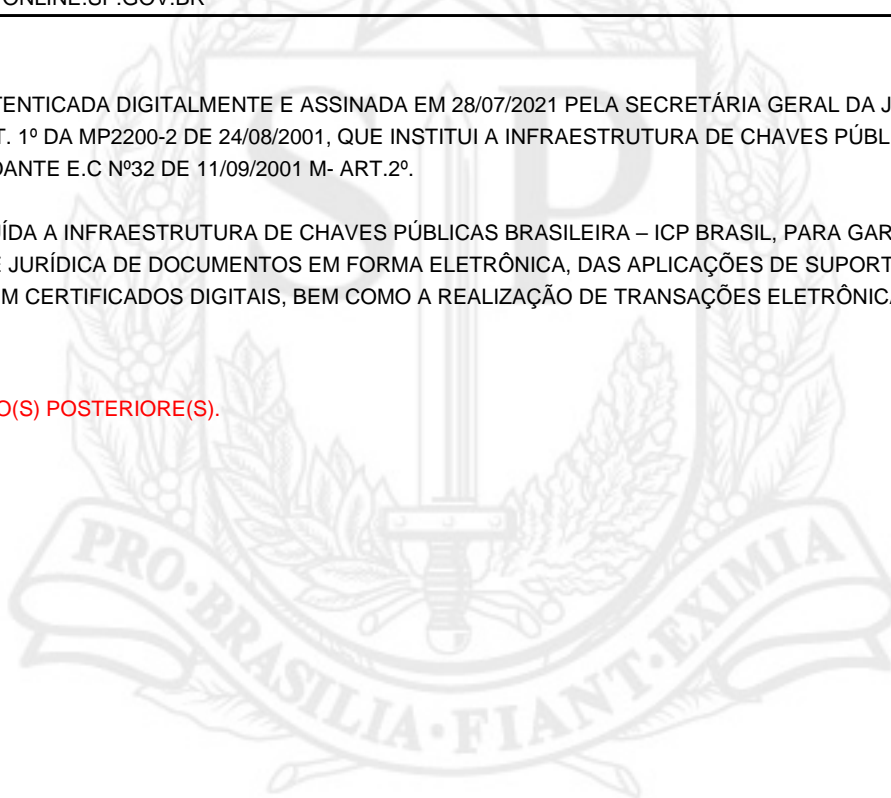 ONLINE.SP.GOV.BR
TENTICADA DIGITALMENTE E ASSINADA EM 28/07/2021 PELA SECRETÁRIA GERAL DA J
T. 1º DA MP2200-2 DE 24/08/2001, QUE INSTITUI A INFRAESTRUTURA DE CHAVES PÚBL
DANTE E.C Nº32 DE 11/09/2001 M- ART.2º.
ÍDA A INFRAESTRUTURA DE CHAVES PÚBLICAS BRASILEIRA – ICP BRASIL, PARA GAR
E JURÍDICA DE DOCUMENTOS EM FORMA ELETRÔNICA, DAS APLICAÇÕES DE SUPORT
M CERTIFICADOS DIGITAIS, BEM COMO A REALIZAÇÃO DE TRANSAÇÕES ELETRÔNICA
O(S) POSTERIORE(S).
SP
PRO·BRASILIA·FIANT·EXIMIA